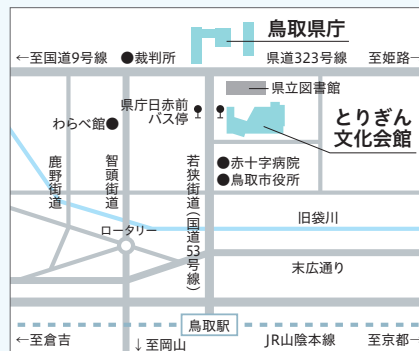 鳥取県庁
←至国道9号線
●裁判所
県道323号線
至姫路→
県立図書館
県庁日赤前
バス停
わらべ館●
とりぎん
文化会館
鹿野街道
智頭街道
若狭街道(国道53号線)
●赤十字病院
●鳥取市役所
旧袋川
ロータリー
末広通り
鳥取駅
←至倉吉
↓至岡山
JR山陰本線
至京都→